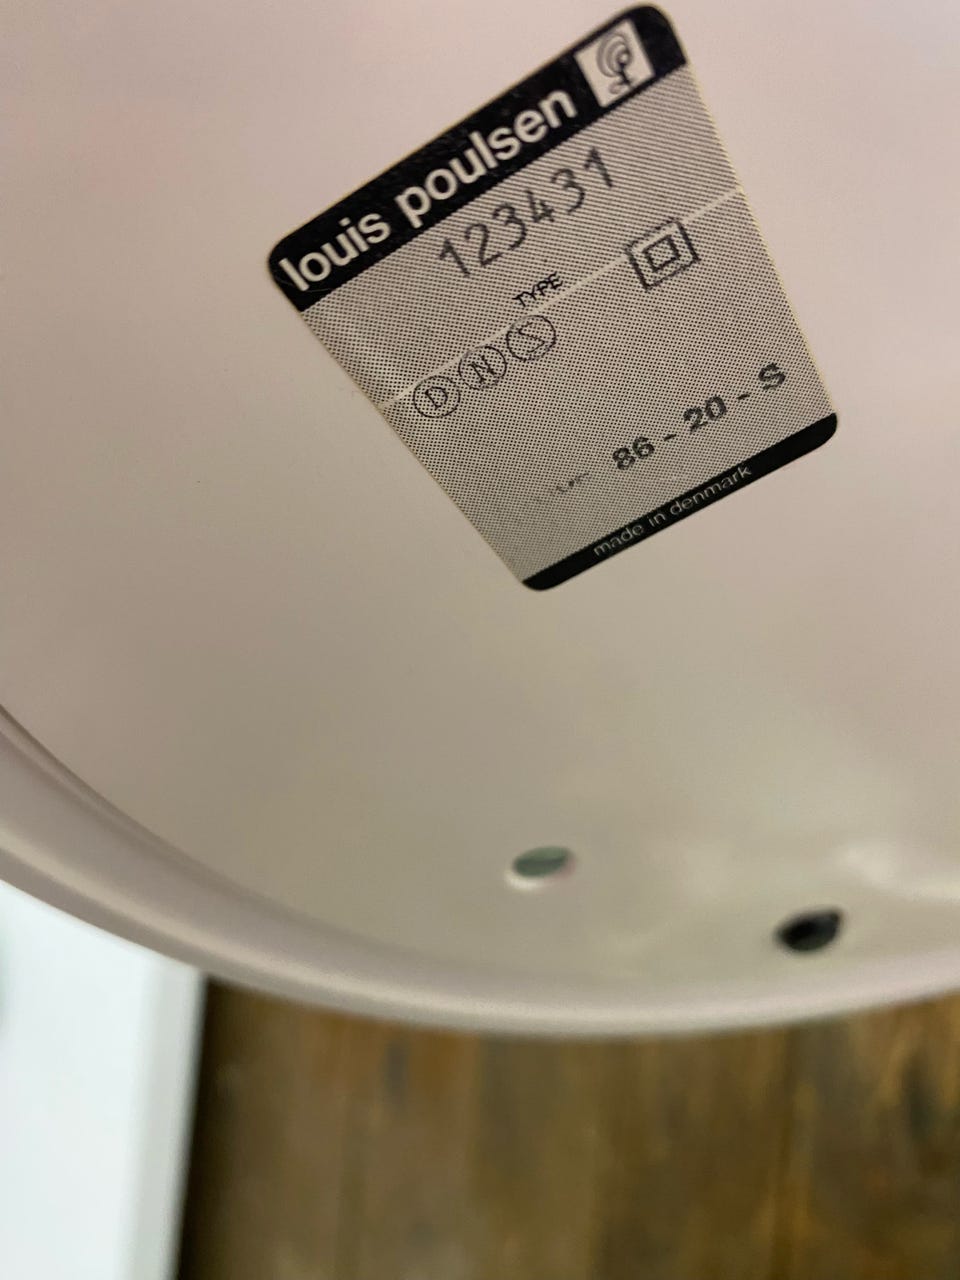 louis poulsen
123431
TYPE
D N S
86 - 20 - S
made in denmark